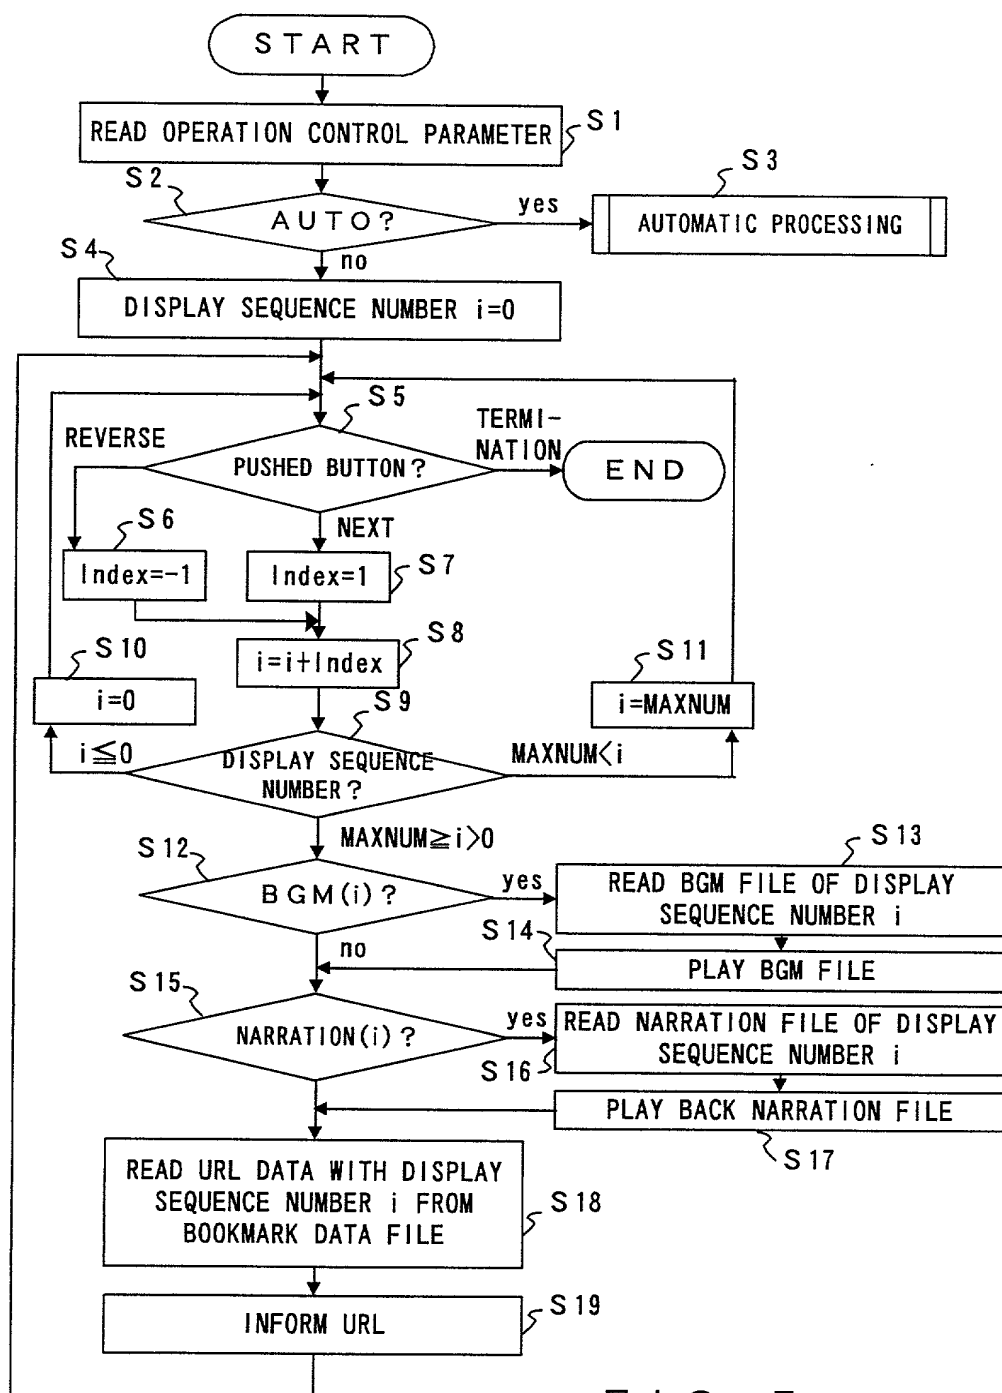 START
READ OPERATION CONTROL PARAMETER
S1
S2
AUTO?
yes
S3
AUTOMATIC PROCESSING
no
S4
DISPLAY SEQUENCE NUMBER i=0
S5
REVERSE
PUSHED BUTTON?
TERMI-
NATION
END
NEXT
S6
Index=-1
Index=1
S7
S8
i=i+Index
S10
i=0
S11
i=MAXNUM
S9
i≦0
DISPLAY SEQUENCE
NUMBER?
MAXNUM<i
MAXNUM≧i>0
S12
BGM(i)?
yes
S13
READ BGM FILE OF DISPLAY
SEQUENCE NUMBER i
no
S14
PLAY BGM FILE
S15
NARRATION(i)?
yes
READ NARRATION FILE OF DISPLAY
SEQUENCE NUMBER i
S16
PLAY BACK NARRATION FILE
S17
READ URL DATA WITH DISPLAY
SEQUENCE NUMBER i FROM
BOOKMARK DATA FILE
S18
INFORM URL
S19